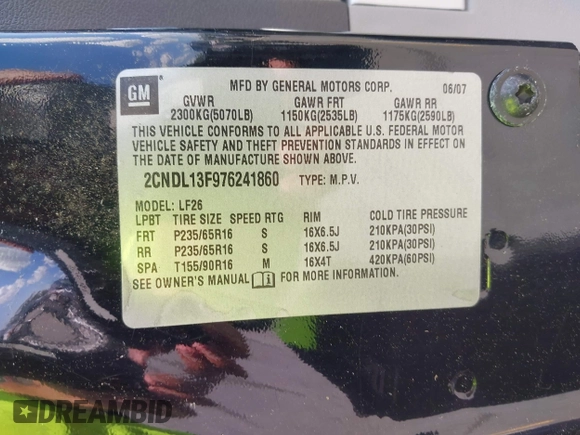 GM
MFD BY GENERAL MOTORS CORP. 06/07
GVWR GAWR FRT GAWR RR
2300KG(5070LB) 1150KG(2535LB) 1175KG(2590LB)
THIS VEHICLE CONFORMS TO ALL APPLICABLE U.S. FEDERAL MOTOR
VEHICLE SAFETY AND THEFT PREVENTION STANDARDS IN EFFECT ON
THE DATE OF MANUFACTURE SHOWN ABOVE.
2CNDL13F976241860 TYPE: M.P.V.
MODEL: LF26
LPBT TIRE SIZE SPEED RTG RIM COLD TIRE PRESSURE
FRT P235/65R16 S 16X6.5J 210KPA(30PSI)
RR P235/65R16 S 16X6.5J 210KPA(30PSI)
SPA T155/90R16 M 16X4T 420KPA(60PSI)
SEE OWNER'S MANUAL FOR MORE INFORMATION
DREAMBID